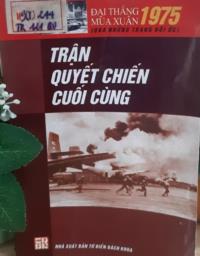 ĐẠI THẮNG
MÙA XUÂN 1975
(QUA NHỮNG TRANG HỒI ỨC)
TRẬN
QUYẾT CHIẾN
CUỐI CÙNG
NHÀ XUẤT BẢN TỪ ĐIỂN BÁCH KHOA